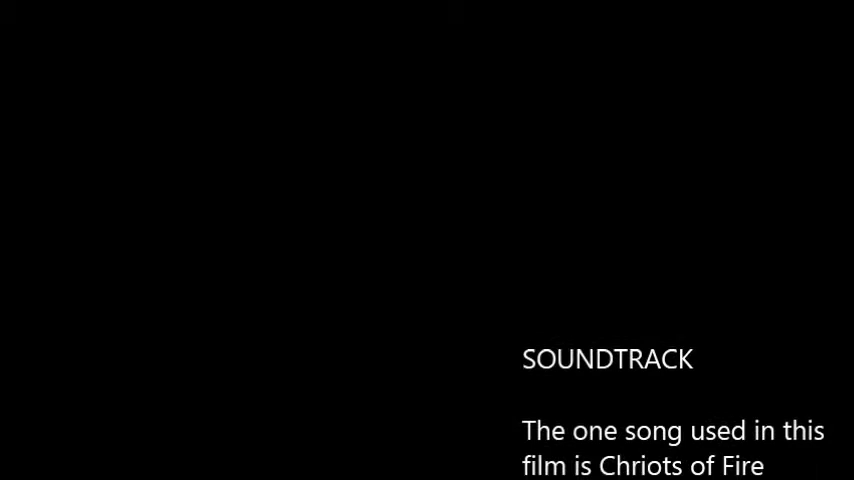 SOUNDTRACK
The one song used in this
film is Chriots of Fire